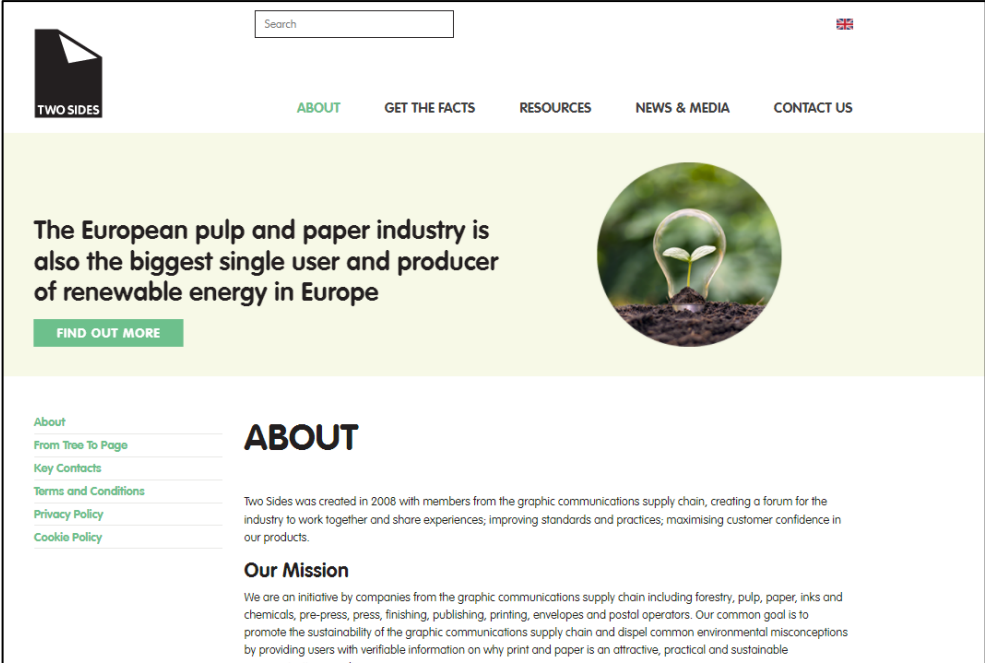 Search
TWO SIDES
ABOUT GET THE FACTS RESOURCES NEWS & MEDIA CONTACT US
The European pulp and paper industry is
also the biggest single user and producer
of renewable energy in Europe
FIND OUT MORE
About
From Tree To Page
Key Contacts
Terms and Conditions
Privacy Policy
Cookie Policy
ABOUT
Two Sides was created in 2008 with members from the graphic communications supply chain, creating a forum for the
industry to work together and share experiences; improving standards and practices; maximising customer confidence in
our products.
Our Mission
We are an initiative by companies from the graphic communications supply chain including forestry, pulp, paper, inks and
chemicals, pre-press, press, finishing, publishing, printing, envelopes and postal operators. Our common goal is to
promote the sustainability of the graphic communications supply chain and dispel common environmental misconceptions
by providing users with verifiable information on why print and paper is an attractive, practical and sustainable